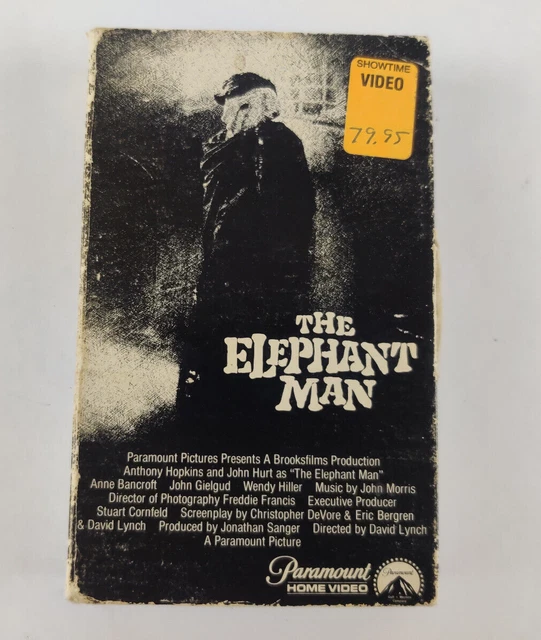 SHOWTIME
VIDEO
79.95
THE
ELEPHANT
MAN
Paramount Pictures Presents A Brooksfilms Production
Anthony Hopkins and John Hurt as "The Elephant Man"
Anne Bancroft John Gielgud Wendy Hiller Music by John Morris
Director of Photography Freddie Francis Executive Producer
Stuart Cornfeld Screenplay by Christopher DeVore & Eric Bergren
& David Lynch Produced by Jonathan Sanger Directed by David Lynch
A Paramount Picture
Paramount
HOME VIDEO
Paramount